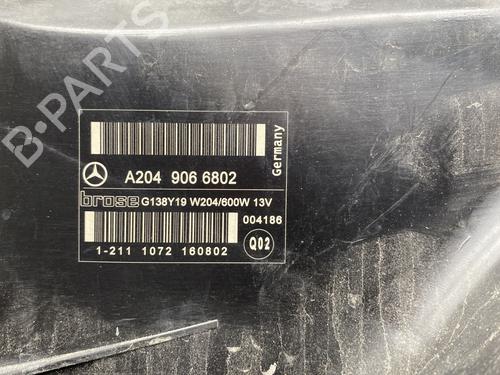 B-PARTS
Germany
A204 906 6802
brose G138Y19 W204/600W 13V
004186
1-211 1072 160802
Q02